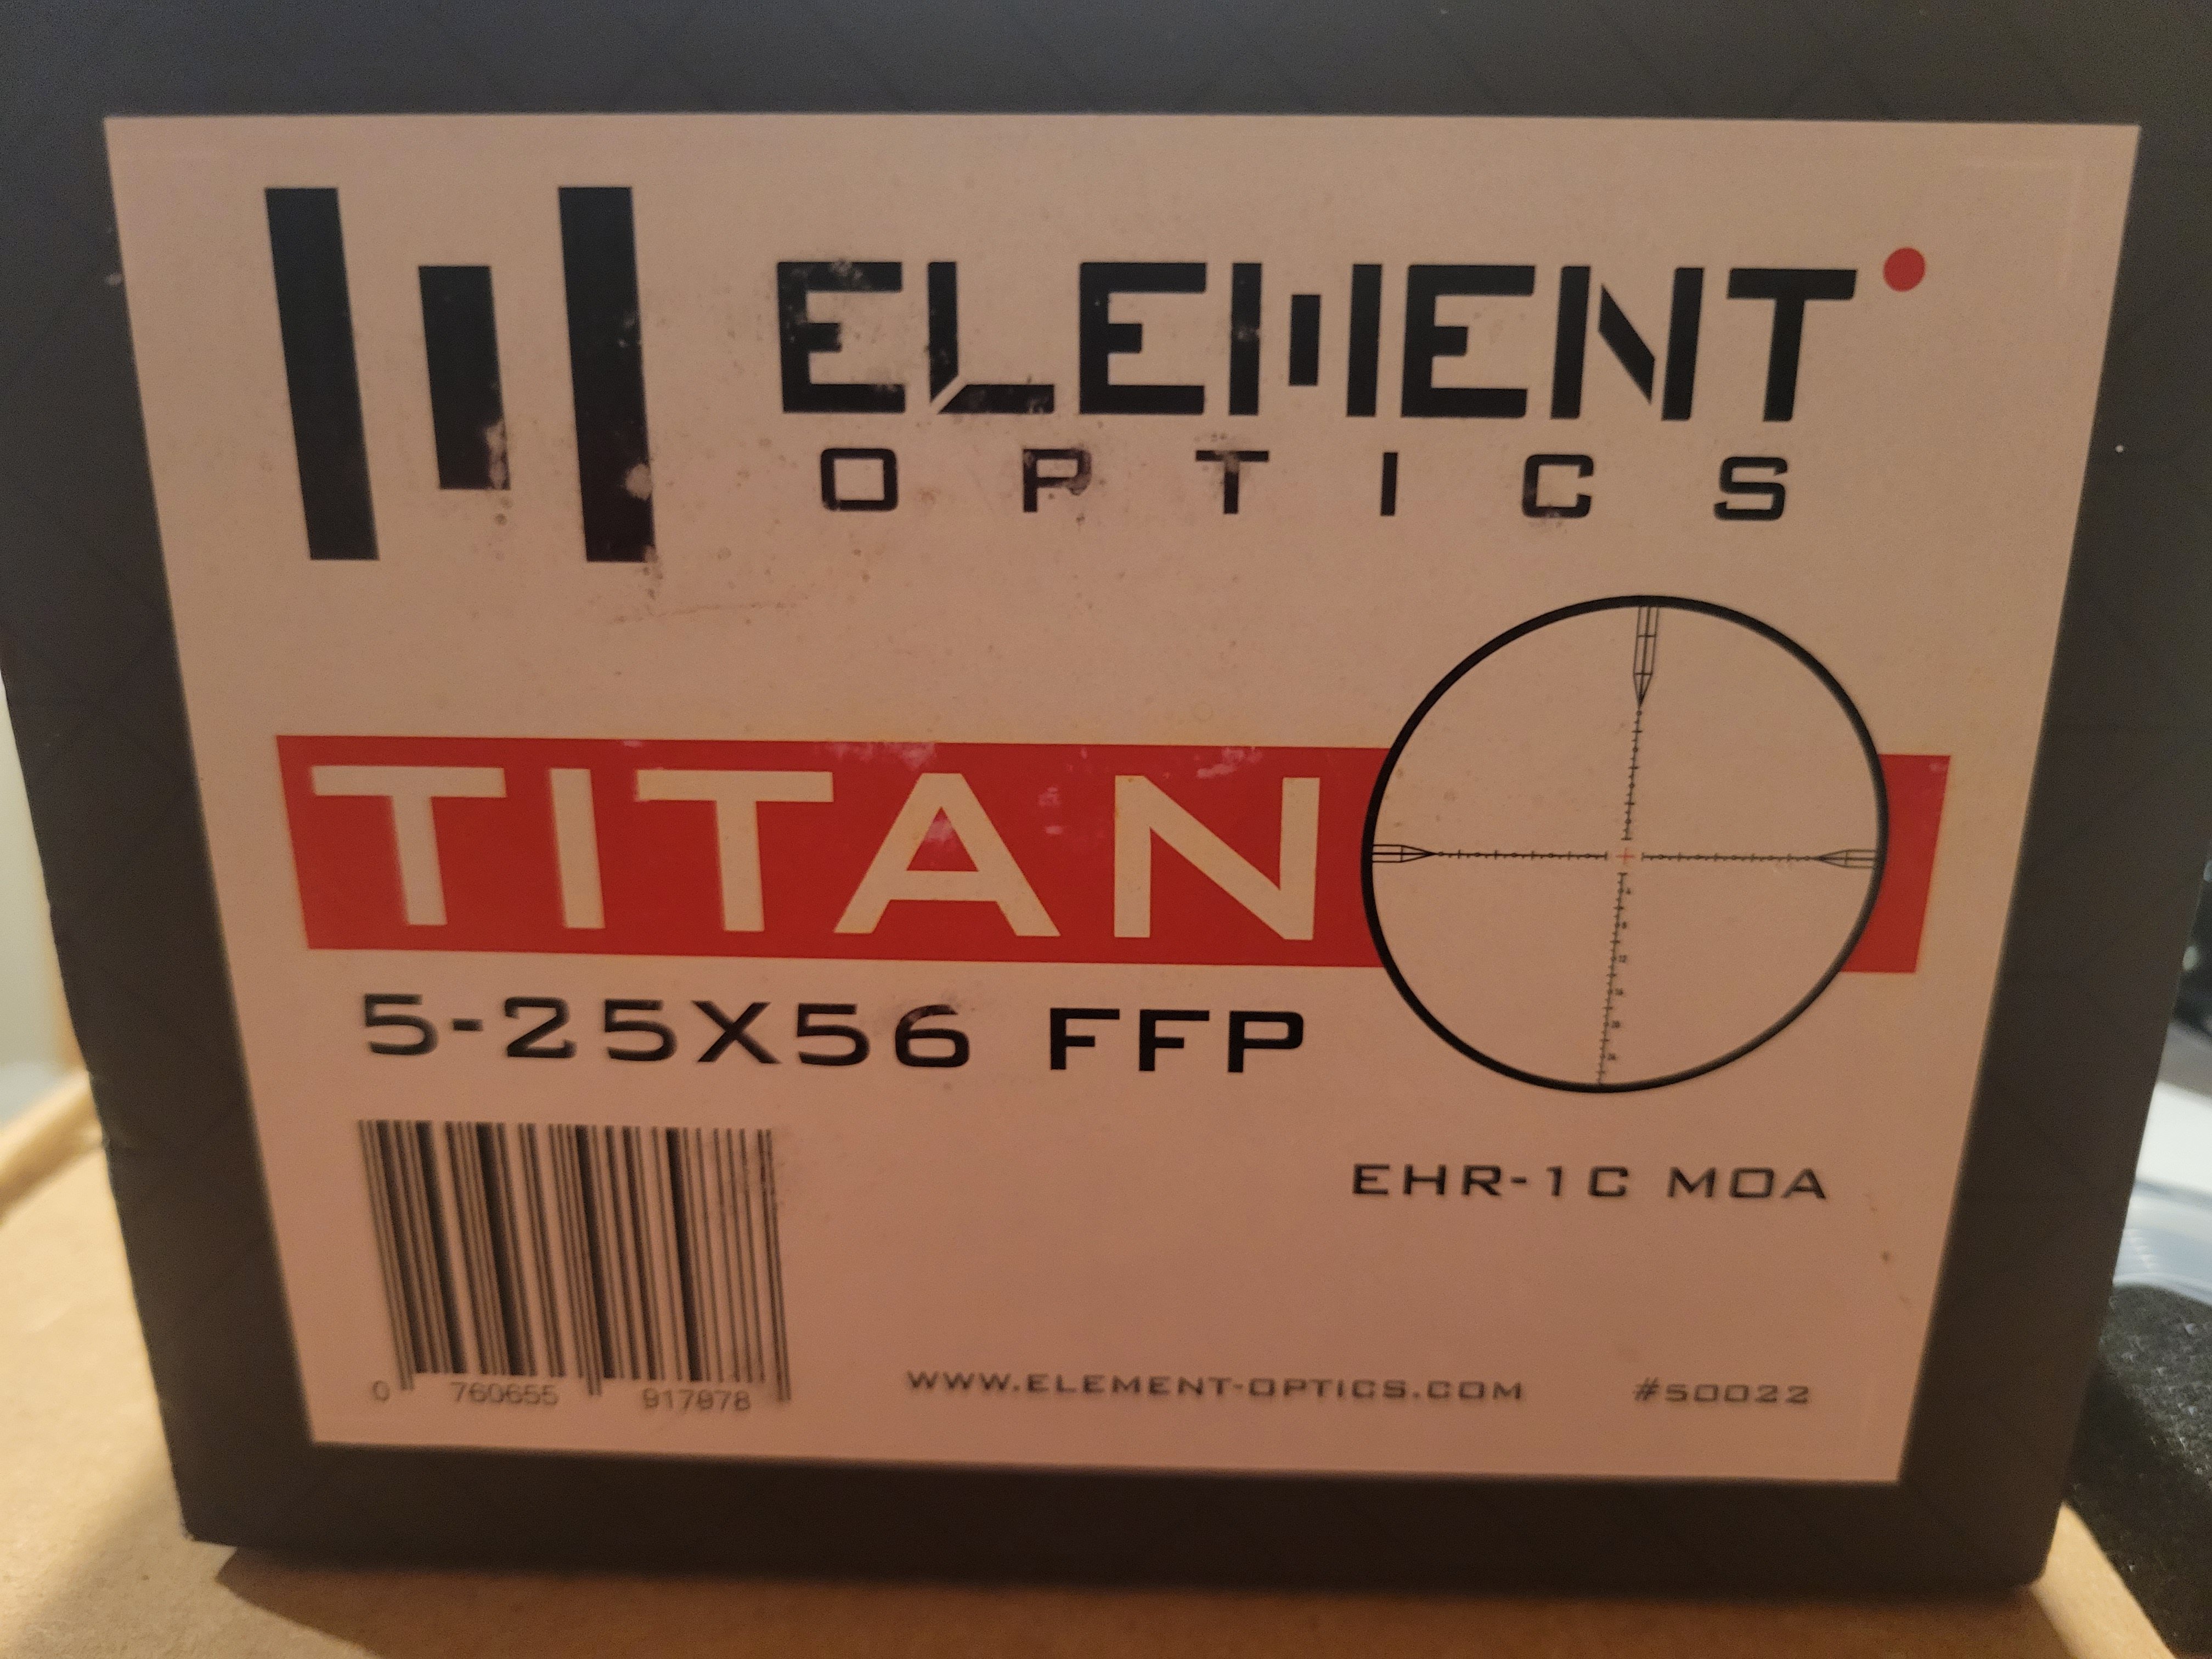 ELEMENT
OPTICS
TITAN
5-25X56 FFP
EHR-1C MOA
0 760655 917878
WWW.ELEMENT-OPTICS.COM
#50022